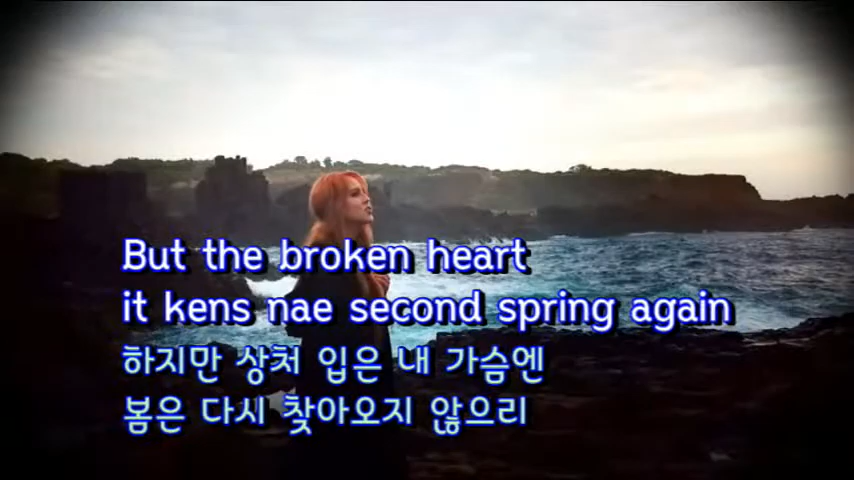 But the broken heart
it kens nae second spring again
하지만 상처 입은 내 가슴엔
봄은 다시 찾아오지 않으리